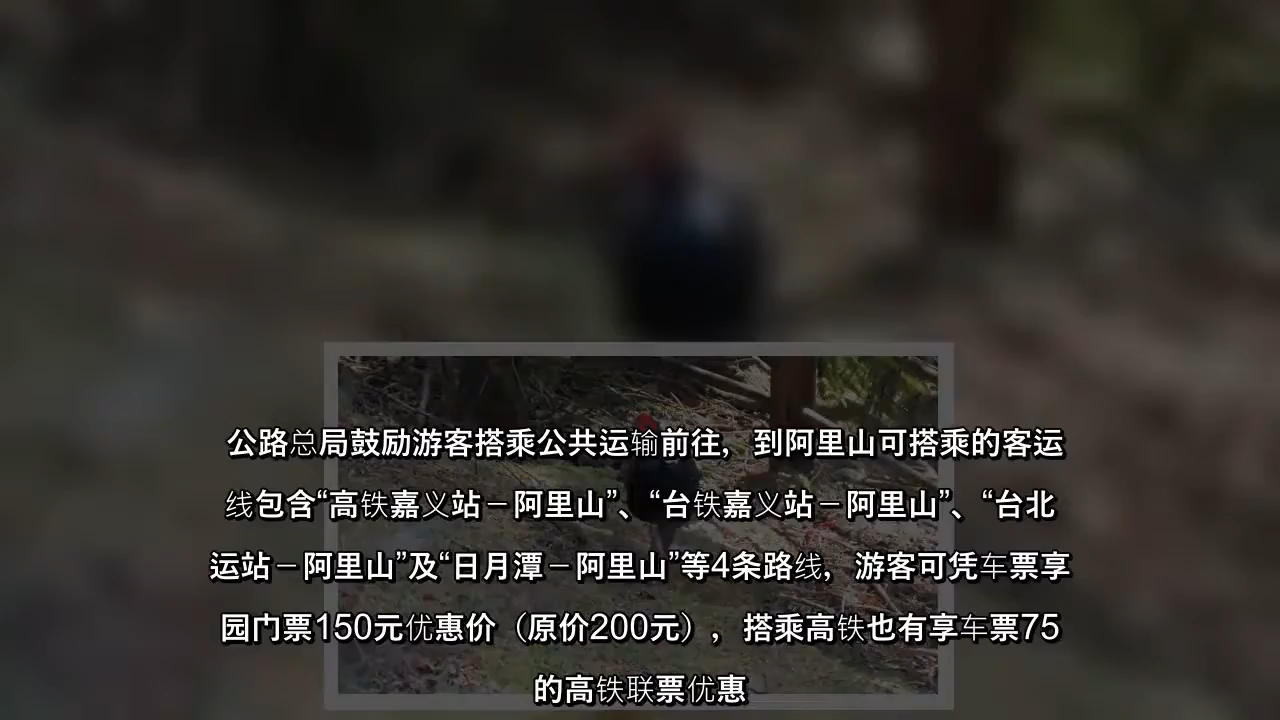 公路总局鼓励游客搭乘公共运输前往，到阿里山可搭乘的客运
线包含“高铁嘉义站－阿里山”、“台铁嘉义站－阿里山”、“台北
运站－阿里山”及“日月潭－阿里山”等4条路线，游客可凭车票享
园门票150元优惠价（原价200元），搭乘高铁也有享车票75
的高铁联票优惠